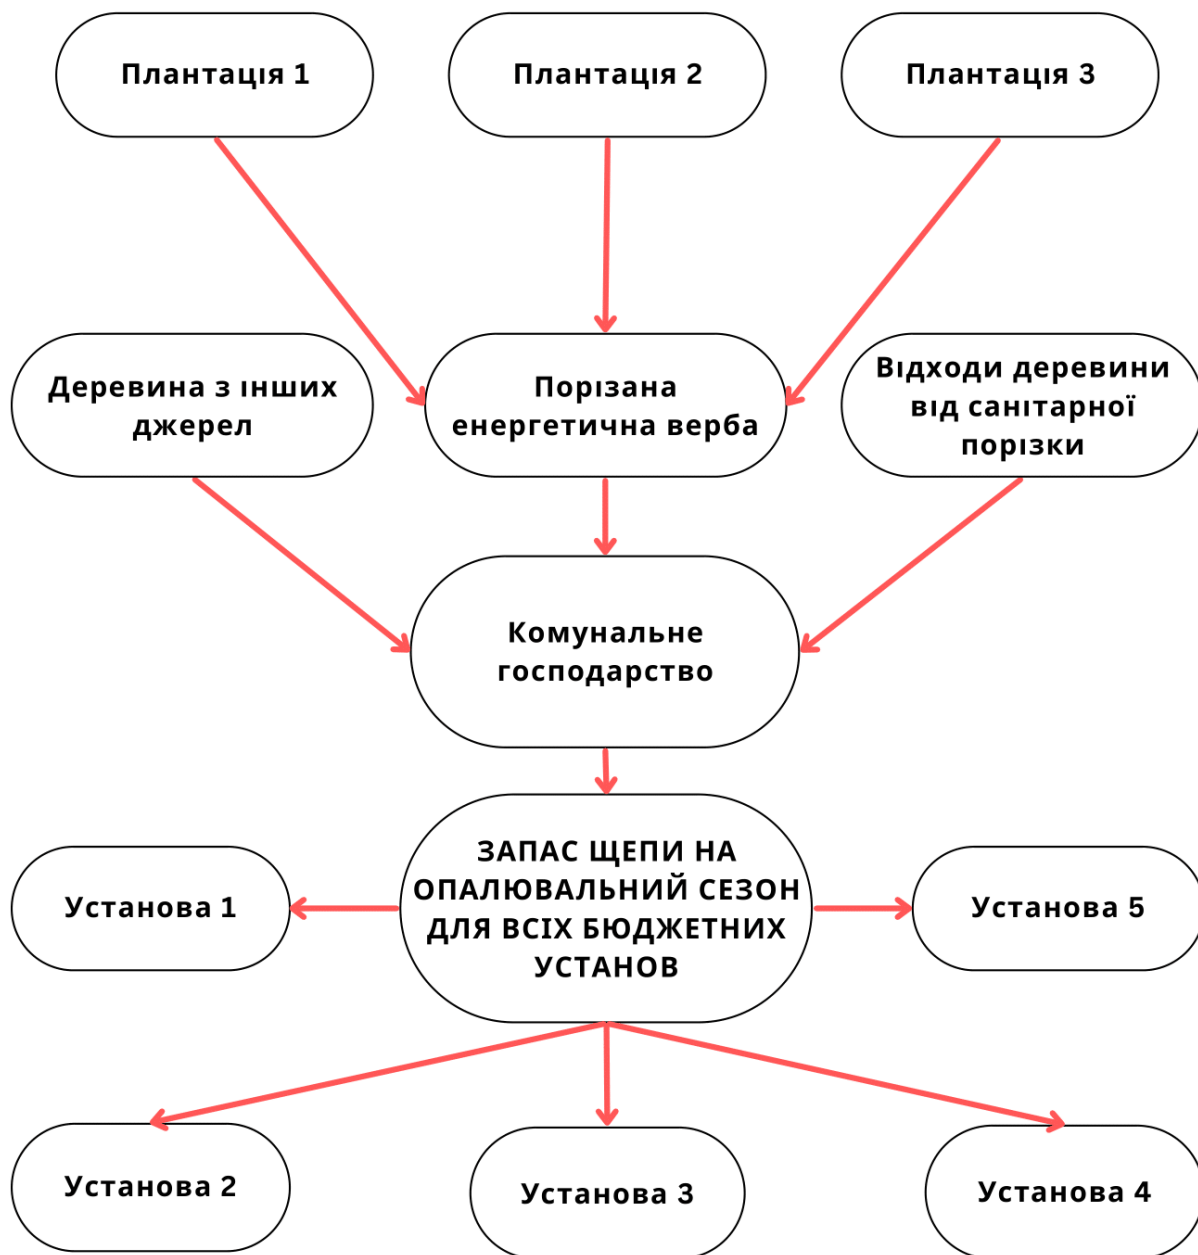 Плантація 1
Плантація 2
Плантація 3
Деревина з інших
джерел
Порізана
енергетична верба
Відходи деревини
від санітарної
порізки
Комунальне
господарство
ЗАПАС ЩЕПИ НА
ОПАЛЮВАЛЬНИЙ СЕЗОН
ДЛЯ ВСІХ БЮДЖЕТНИХ
УСТАНОВ
Установа 1
Установа 5
Установа 2
Установа 3
Установа 4